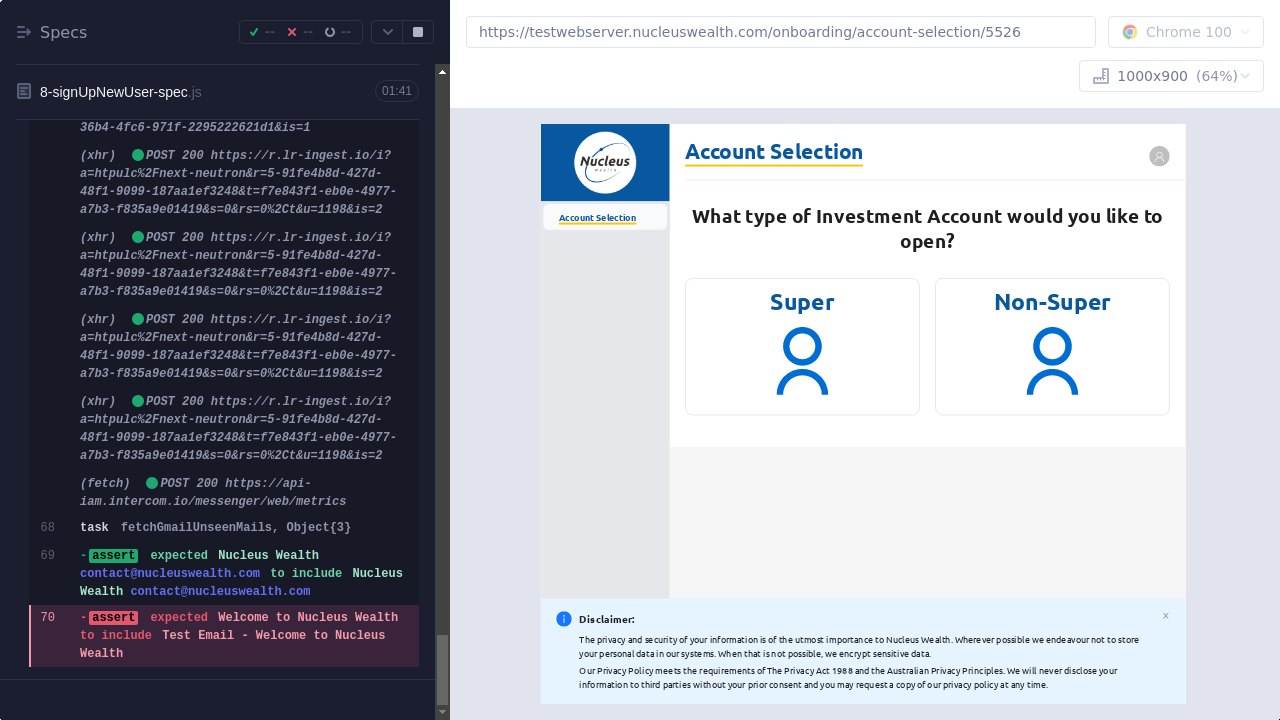 Specs
--
--
--
8-signUpNewUser-spec.js
01:41
36b4-4fc6-971f-2295222621d1&is=1
(xhr) POST 200 https://r.lr-ingest.io/i?
a=htpulc%2Fnext-neutron&r=5-91fe4b8d-427d-
48f1-9099-187aa1ef3248&t=f7e843f1-eb0e-4977-
a7b3-f835a9e01419&s=0&rs=0%2Ct&u=1198&is=2
(xhr) POST 200 https://r.lr-ingest.io/i?
a=htpulc%2Fnext-neutron&r=5-91fe4b8d-427d-
48f1-9099-187aa1ef3248&t=f7e843f1-eb0e-4977-
a7b3-f835a9e01419&s=0&rs=0%2Ct&u=1198&is=2
(xhr) POST 200 https://r.lr-ingest.io/i?
a=htpulc%2Fnext-neutron&r=5-91fe4b8d-427d-
48f1-9099-187aa1ef3248&t=f7e843f1-eb0e-4977-
a7b3-f835a9e01419&s=0&rs=0%2Ct&u=1198&is=2
(xhr) POST 200 https://r.lr-ingest.io/i?
a=htpulc%2Fnext-neutron&r=5-91fe4b8d-427d-
48f1-9099-187aa1ef3248&t=f7e843f1-eb0e-4977-
a7b3-f835a9e01419&s=0&rs=0%2Ct&u=1198&is=2
(fetch) POST 200 https://api-
iam.intercom.io/messenger/web/metrics
68 task fetchGmailUnseenMails, Object{3}
69 -assert expected Nucleus Wealth
contact@nucleuswealth.com to include Nucleus
Wealth contact@nucleuswealth.com
70 -assert expected Welcome to Nucleus Wealth
to include Test Email - Welcome to Nucleus
Wealth
https://testwebserver.nucleuswealth.com/onboarding/account-selection/5526
Chrome 100
1000x900 (64%)
Nucleus
Wealth
Account Selection
Account Selection
What type of Investment Account would you like to
open?
Super
Non-Super
Disclaimer:
The privacy and security of your information is of the utmost importance to Nucleus Wealth. Wherever possible we endeavour not to store
your personal data in our systems. When that is not possible, we encrypt sensitive data.
Our Privacy Policy meets the requirements of The Privacy Act 1988 and the Australian Privacy Principles. We will never disclose your
information to third parties without your prior consent and you may request a copy of our privacy policy at any time.